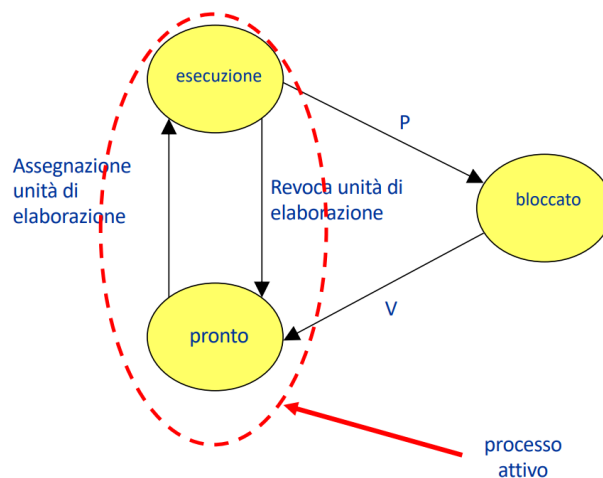 esecuzione
P
Assegnazione
unità di
elaborazione
Revoca unità di
elaborazione
bloccato
V
pronto
processo
attivo